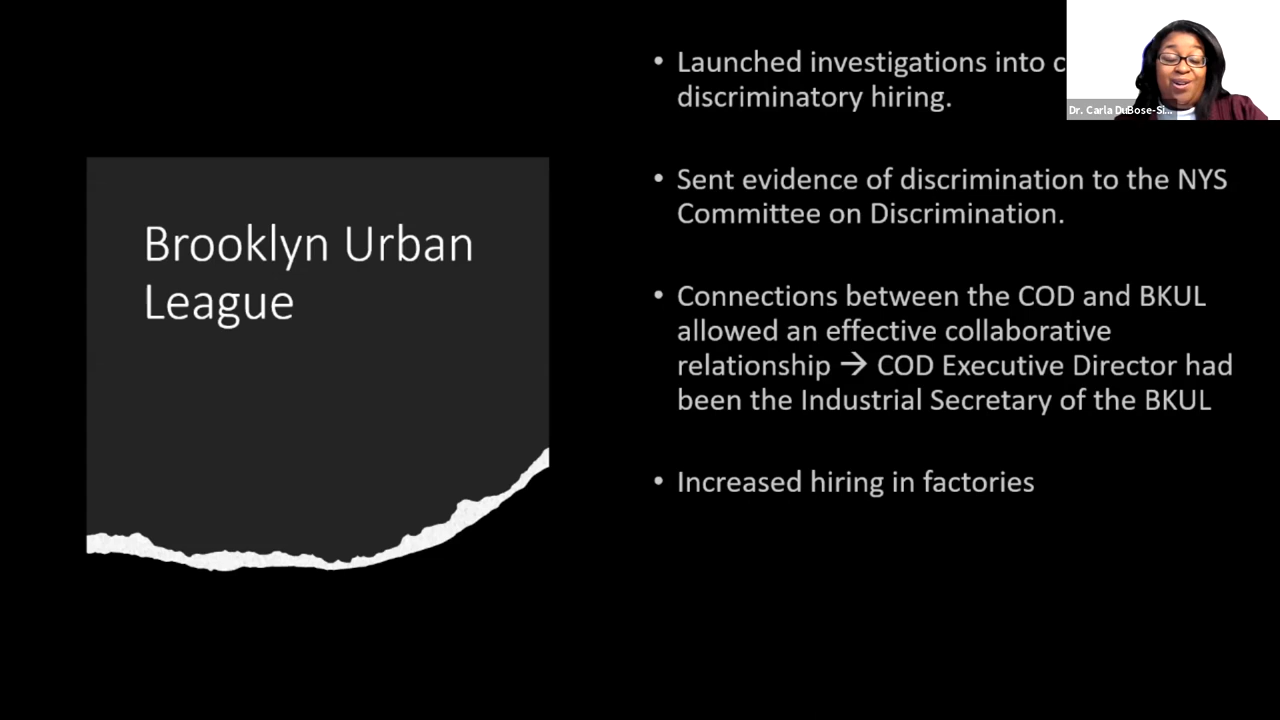 Brooklyn Urban
League
• Launched investigations into
discriminatory hiring.
• Sent evidence of discrimination to the NYS
Committee on Discrimination.
• Connections between the COD and BKUL
allowed an effective collaborative
relationship → COD Executive Director had
been the Industrial Secretary of the BKUL
• Increased hiring in factories
Dr. Carla DuBose-Si...